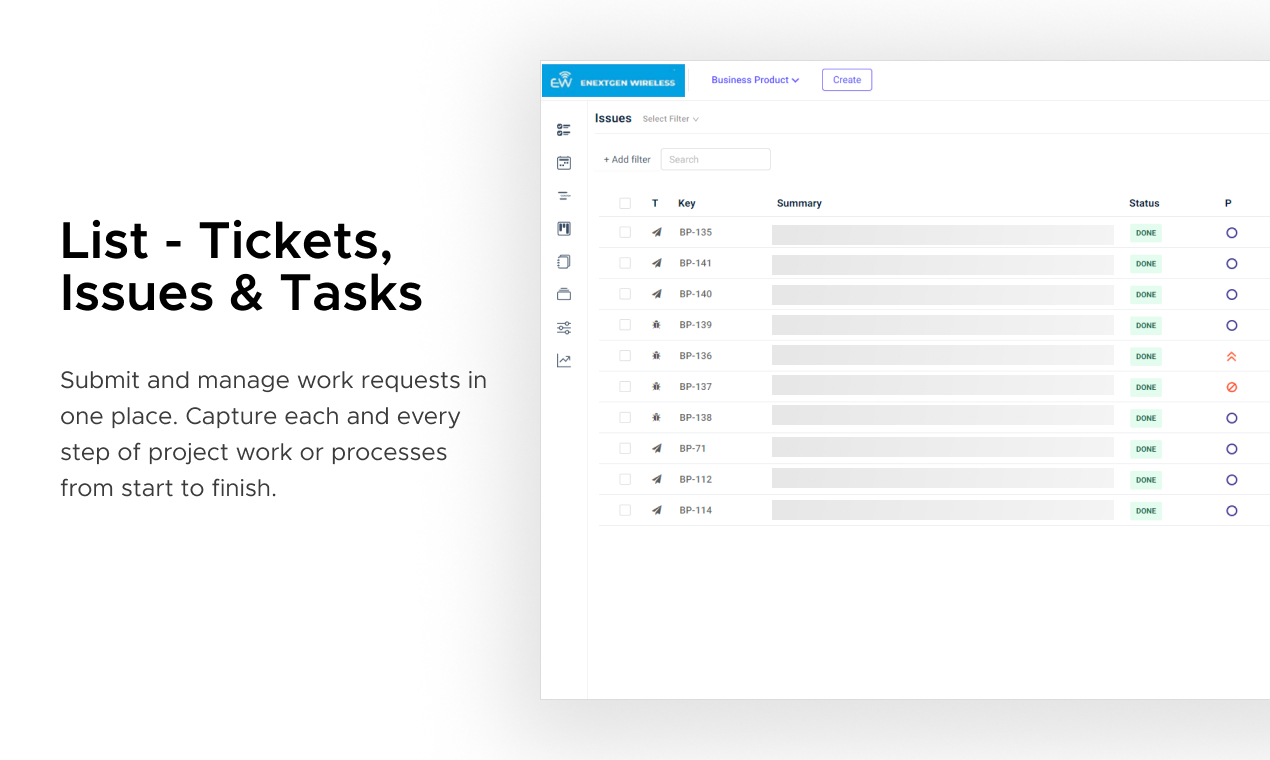 List - Tickets,
Issues & Tasks
Submit and manage work requests in
one place. Capture each and every
step of project work or processes
from start to finish.
EW ENEXTGEN WIRELESS
Business Product
Create
Issues
Select Filter
+ Add filter
Search
T Key Summary Status P
BP-135 DONE
BP-141 DONE
BP-140 DONE
BP-139 DONE
BP-136 DONE
BP-137 DONE
BP-138 DONE
BP-71 DONE
BP-112 DONE
BP-114 DONE